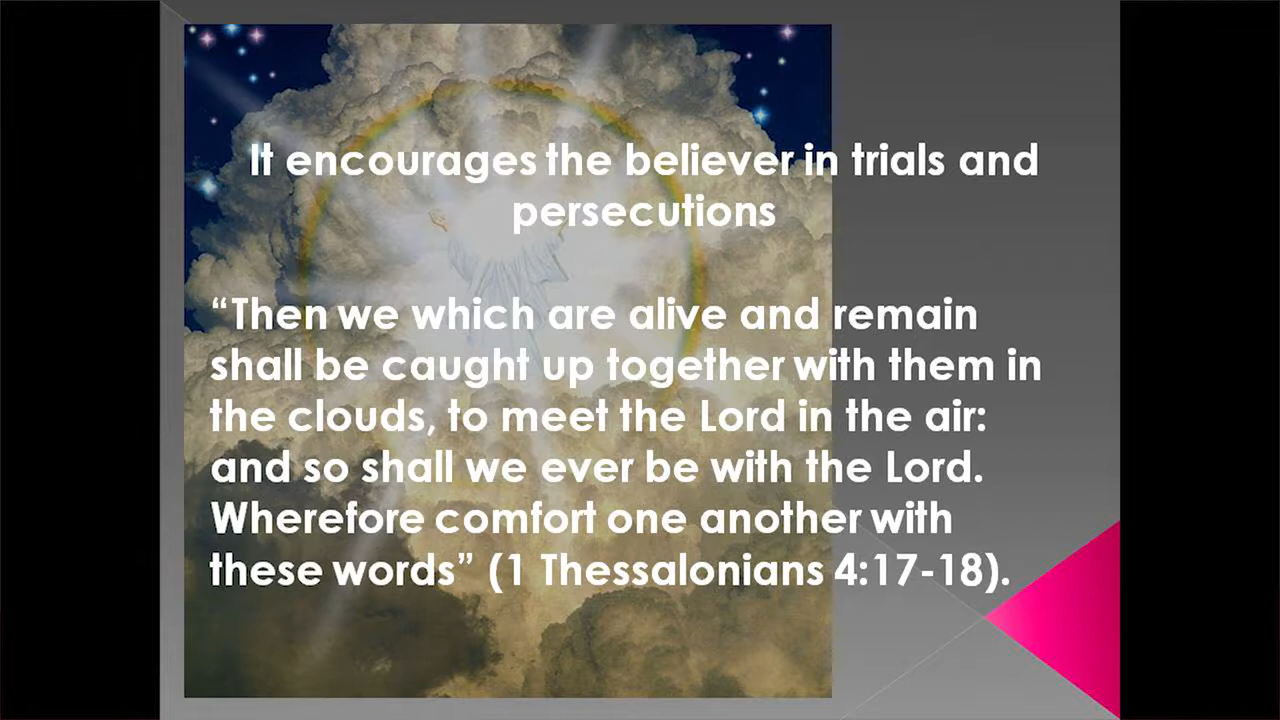 It encourages the believer in trials and
persecutions
“Then we which are alive and remain
shall be caught up together with them in
the clouds, to meet the Lord in the air:
and so shall we ever be with the Lord.
Wherefore comfort one another with
these words” (1 Thessalonians 4:17-18).